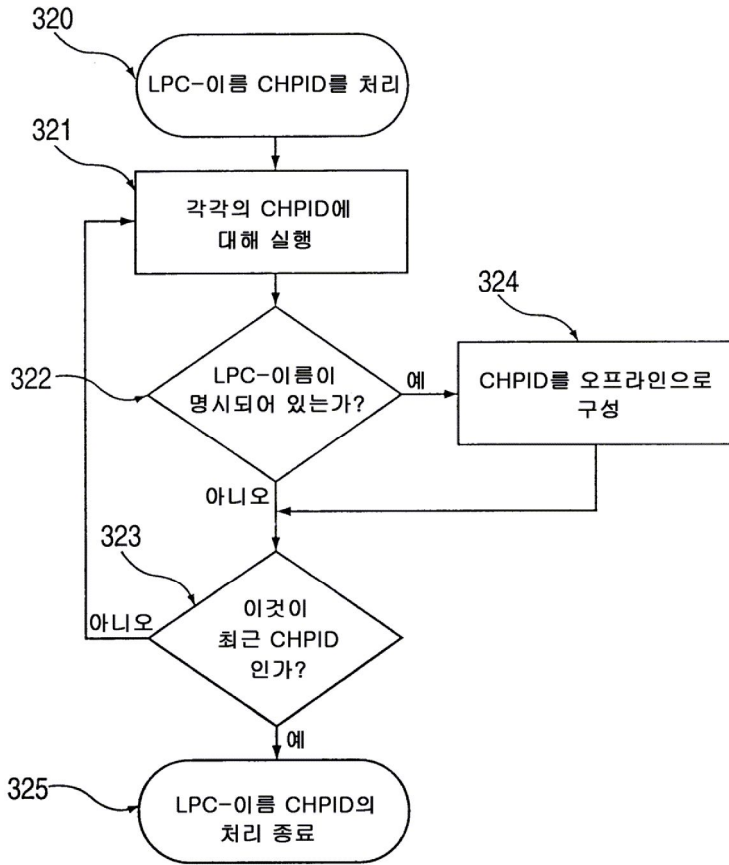 320
LPC-이름 CHPID를 처리
321
각각의 CHPID에
대해 실행
324
322
LPC-이름이
명시되어 있는가?
예
CHPID를 오프라인으로
구성
아니오
323
이것이
최근 CHPID
인가?
아니오
예
325
LPC-이름 CHPID의
처리 종료